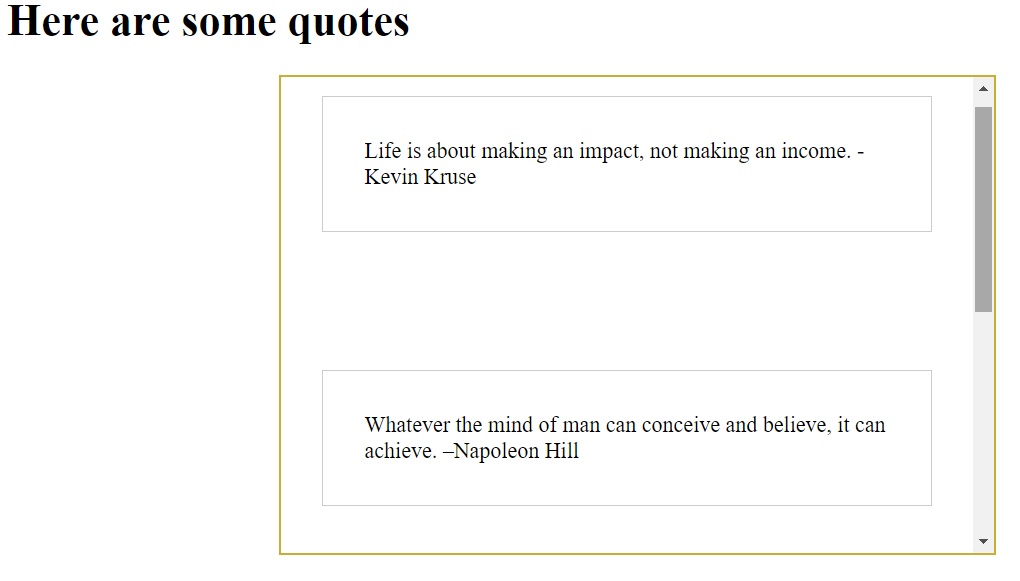 Here are some quotes
Life is about making an impact, not making an income. -
Kevin Kruse
Whatever the mind of man can conceive and believe, it can
achieve. –Napoleon Hill